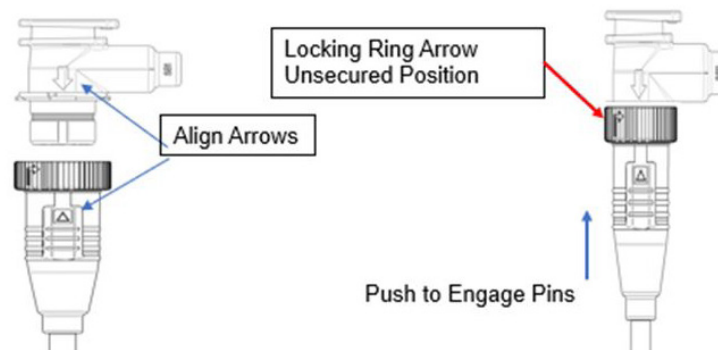 Locking Ring Arrow
Unsecured Position
Align Arrows
Push to Engage Pins